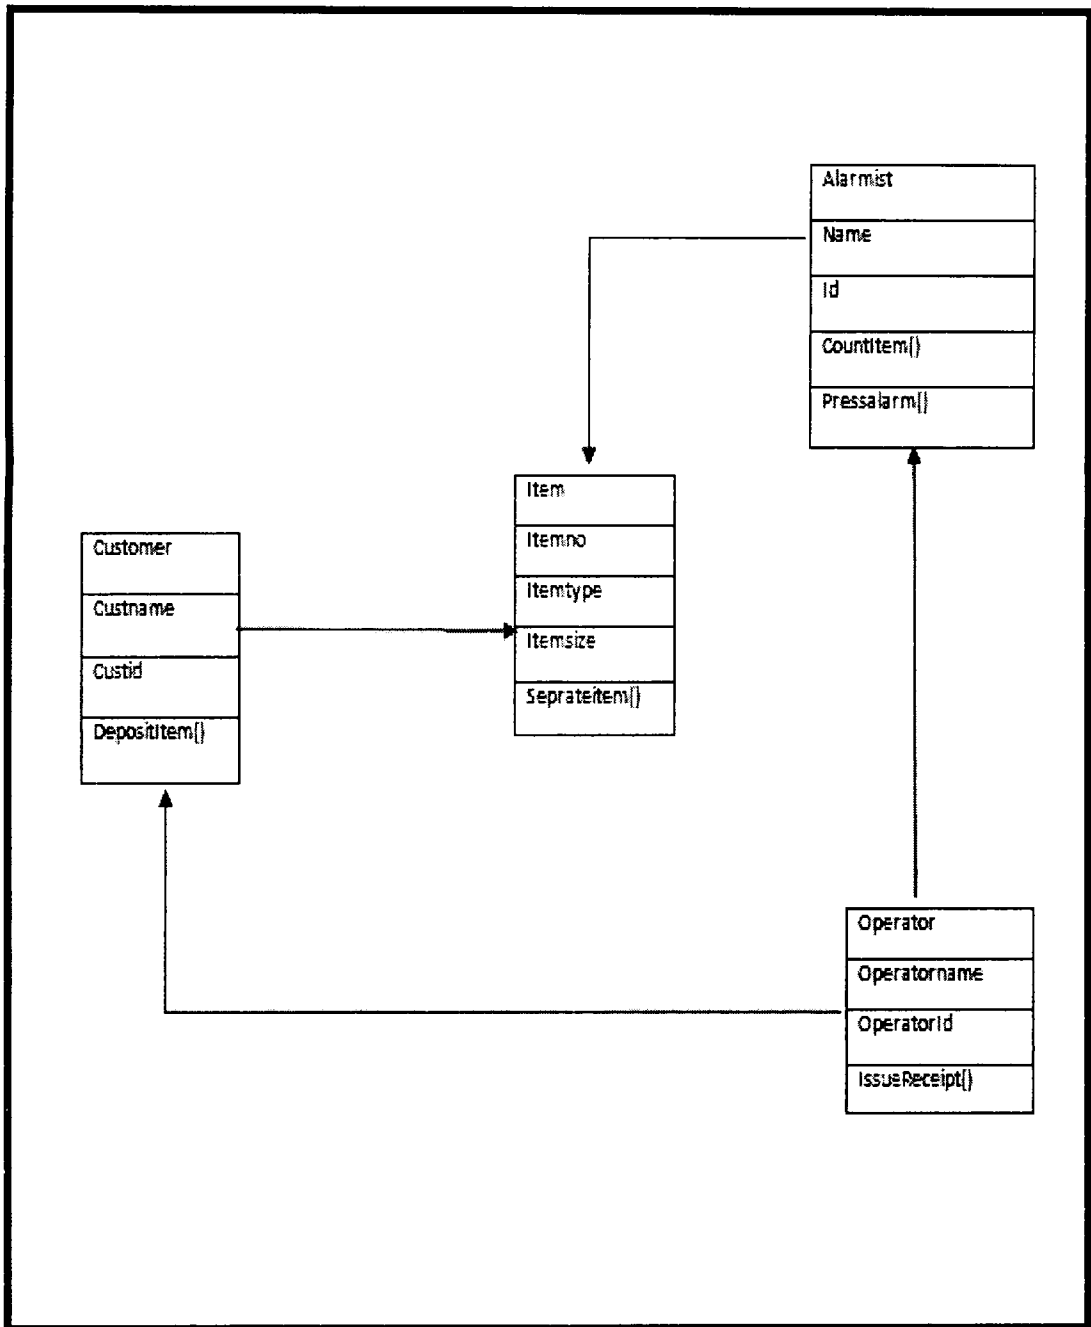 Alarmist
Name
Id
CountItem()
Pressalarm()
Item
Itemno
Itemtype
Itemsize
Seprateitem()
Customer
Custname
Custid
DepositItem()
Operator
Operatorname
OperatorId
IssueReceipt()